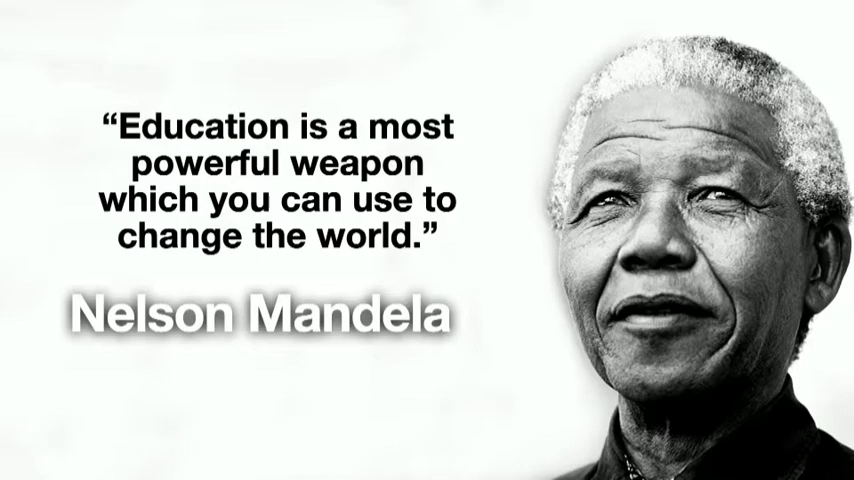 “Education is a most
powerful weapon
which you can use to
change the world.”
Nelson Mandela